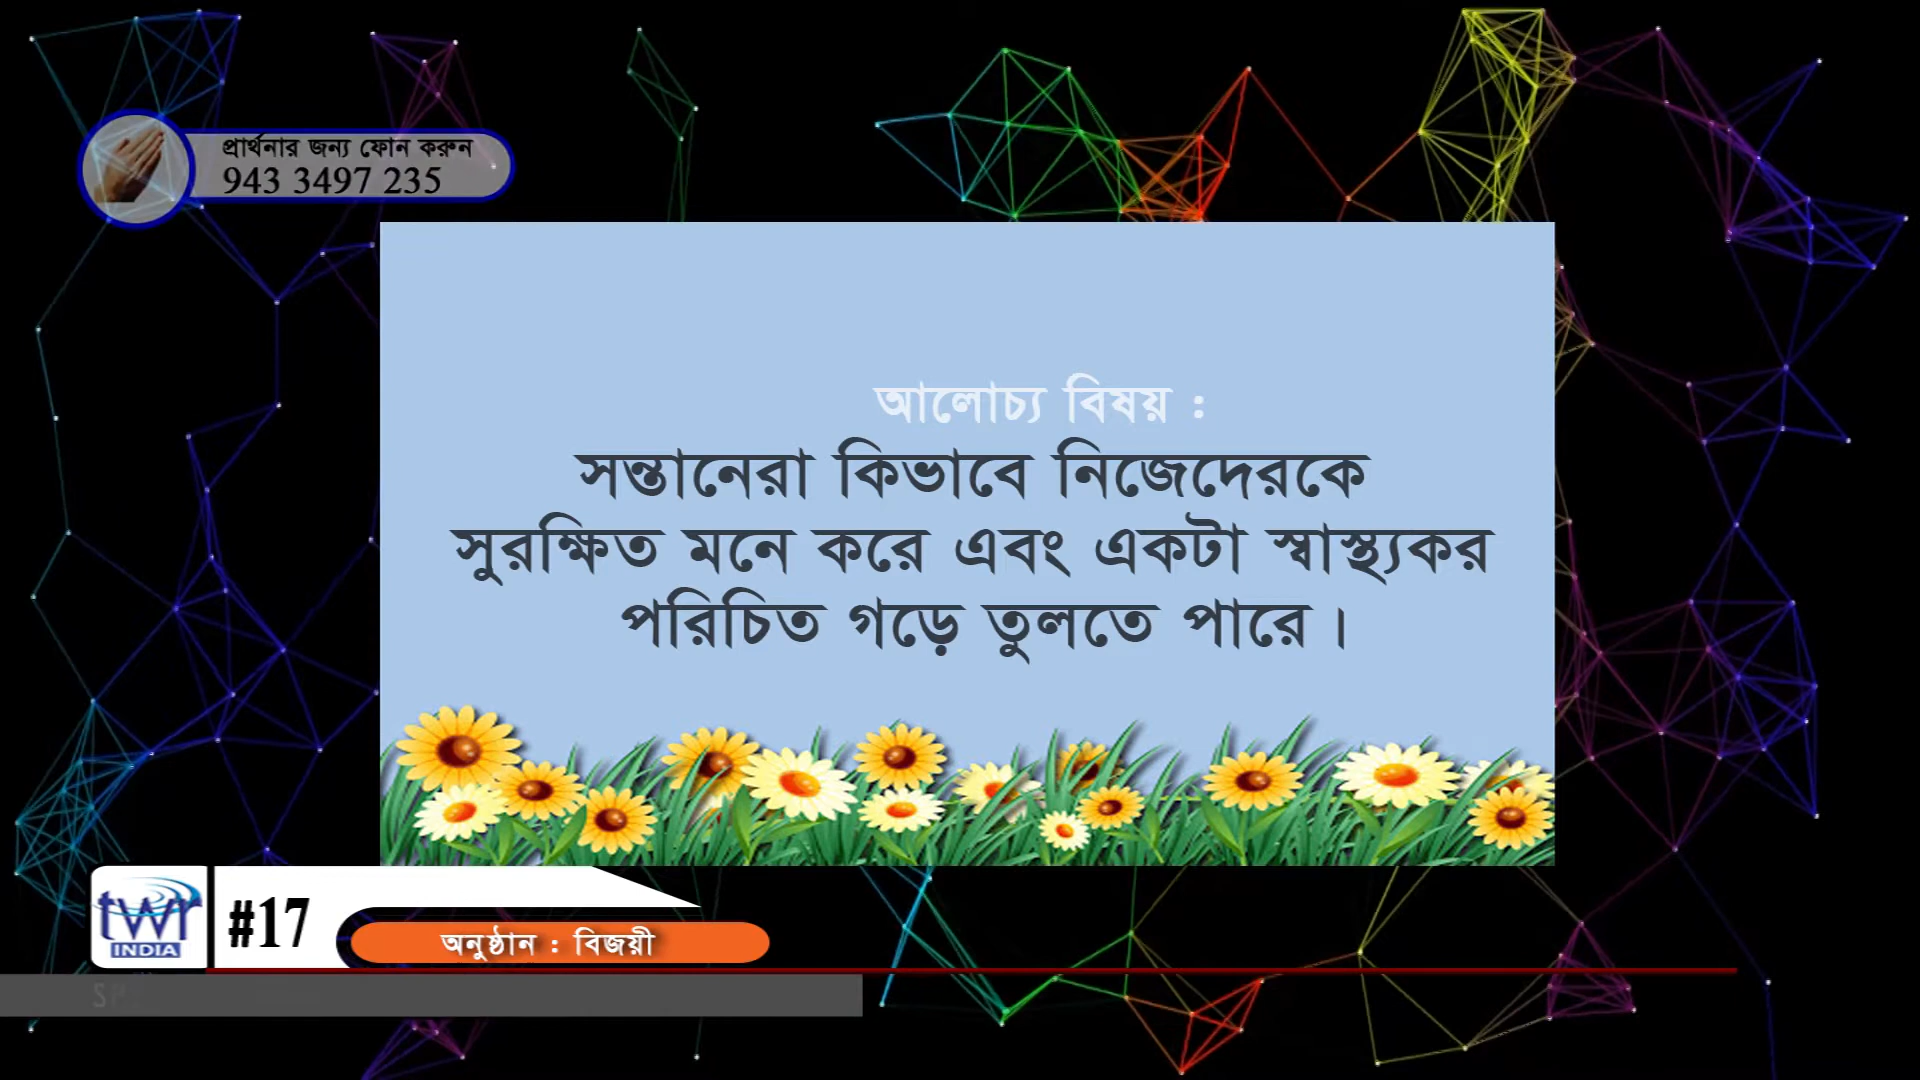 প্রার্থনার জন্য ফোন করুন
943 3497 235
আলোচ্য বিষয় :
সন্তানেরা কিভাবে নিজেদেরকে
সুরক্ষিত মনে করে এবং একটা স্বাস্থ্যকর
পরিচিত গড়ে তুলতে পারে।
twr
INDIA
#17
অনুষ্ঠান : বিজয়ী